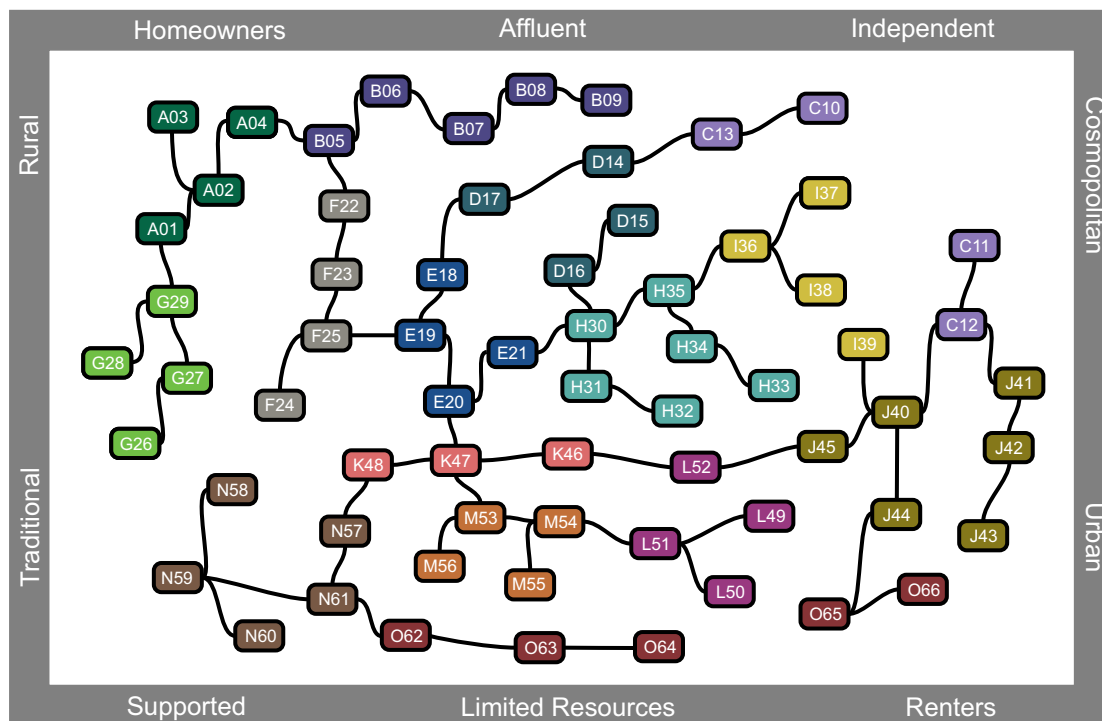 Homeowners Affluent Independent
Rural
Cosmopolitan
Traditional
Urban
B06
B08
B09
A03
A04
B07
C10
B05
C13
D14
A02
D17
I37
F22
A01
D15
I36
C11
F23
E18
D16
H35
I38
G29
F25
E19
H30
C12
G28
E21
H34
I39
G27
H31
H33
J41
F24
E20
H32
J40
G26
K48
K47
K46
L52
J45
J42
N58
N57
M53
M54
L49
J44
L51
J43
M56
N59
M55
L50
N61
O66
O65
N60
O62
O63
O64
Supported Limited Resources Renters